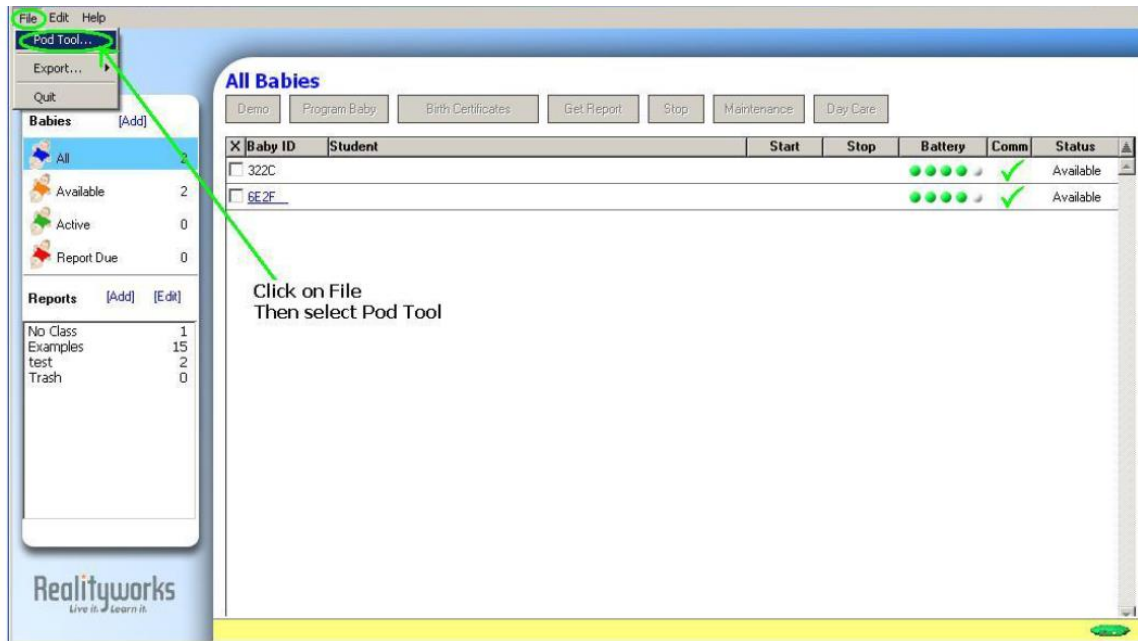 File Edit Help
Pod Tool...
Export...
Quit
All Babies
Demo Program Baby Birth Certificates Get Report Stop Maintenance Day Care
Babies [Add]
All 2
Available 2
Active 0
Report Due 0
X Baby ID Student Start Stop Battery Comm Status
322C Available
6E2F Available
Click on File
Then select Pod Tool
Reports [Add] [Edit]
No Class 1
Examples 15
test 2
Trash 0
Realityworks
Live it. Learn it.